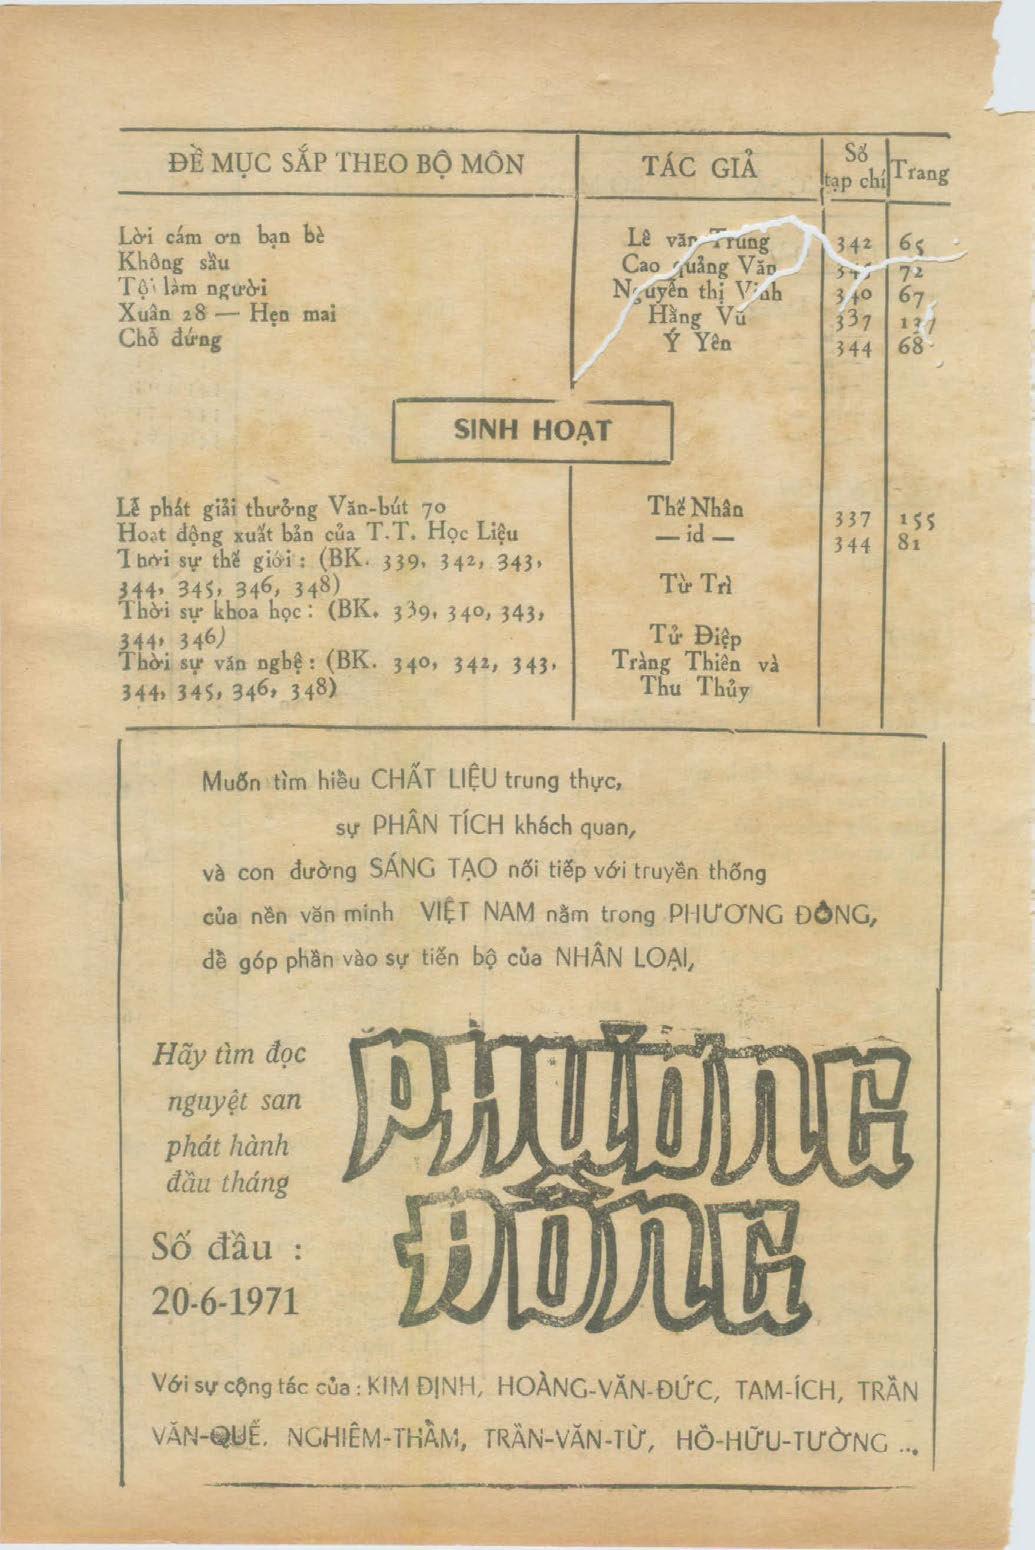 ĐỀ MỤC SẮP THEO BỘ MÔN TÁC GIẢ Số tạp chí Trang
Lời cám ơn bạn bè Lê văn Trung 342 65
Không sầu Cao quảng Văn 72
Tội làm người Nguyễn thị Vinh 340 67
Xuân 28 — Hẹn mai Hằng Vũ 337
Chỗ đứng Ý Yên 344 68
SINH HOẠT
Lễ phát giải thưởng Văn-bút 70 Thế Nhân 337 155
Hoạt động xuất bản của T.T. Học Liệu — id — 344 81
Thời sự thế giới : (BK. 339, 342, 343,
344, 345, 346, 348) Từ Trì
Thời sự khoa học : (BK. 339, 340, 343,
344, 346) Tử Điệp
Thời sự văn nghệ : (BK. 340, 342, 343, Tràng Thiên và
344, 345, 346, 348) Thu Thủy
Muốn tìm hiểu CHẤT LIỆU trung thực,
sự PHÂN TÍCH khách quan,
và con đường SÁNG TẠO nối tiếp với truyền thống
của nền văn minh VIỆT NAM nằm trong PHƯƠNG ĐÔNG,
để góp phần vào sự tiến bộ của NHÂN LOẠI,
Hãy tìm đọc
nguyệt san
phát hành
đầu tháng
PHƯƠNG
ĐÔNG
Số đầu :
20-6-1971
Với sự cộng tác của : KIM ĐỊNH, HOÀNG-VĂN-ĐỨC, TAM-ÍCH, TRẦN
VĂN-QUẾ, NGHIÊM-THẨM, TRẦN-VĂN-TỪ, HỒ-HỮU-TƯỜNG ...